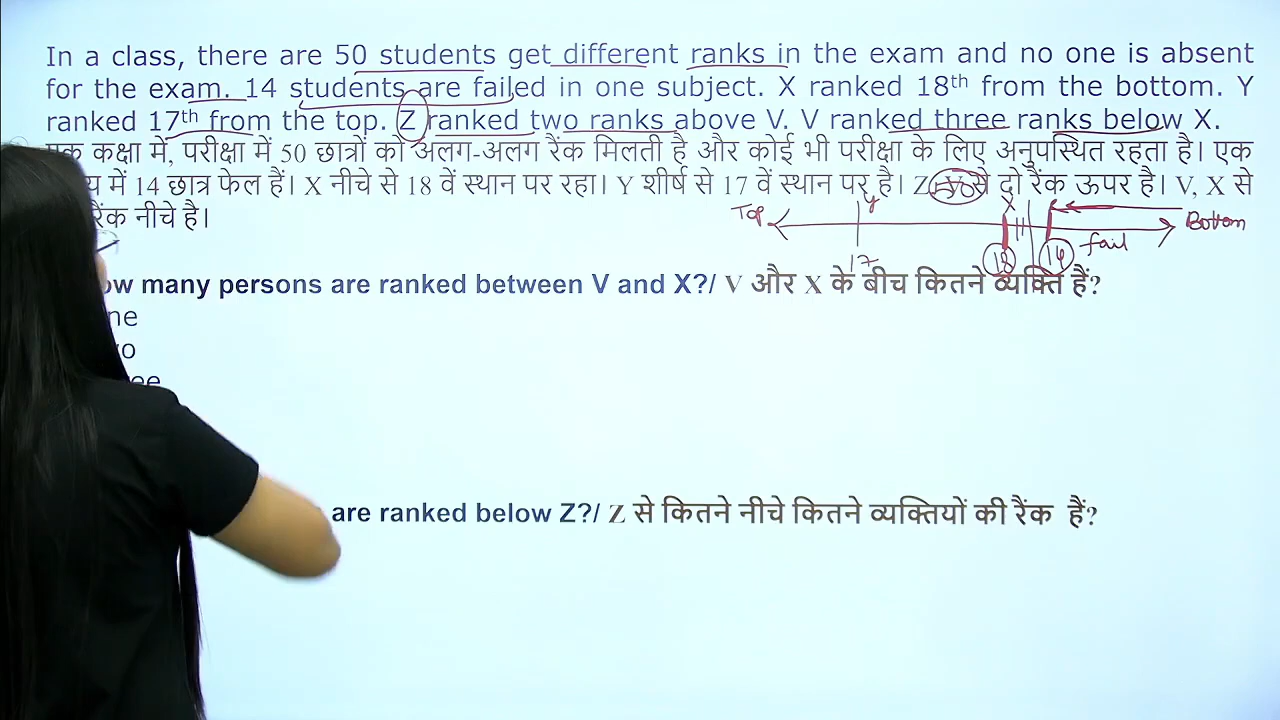 In a class, there are 50 students get different ranks in the exam and no one is absent
for the exam. 14 students are failed in one subject. X ranked 18th from the bottom. Y
ranked 17th from the top. Z ranked two ranks above V. V ranked three ranks below X.
एक कक्षा में, परीक्षा में 50 छात्रों को अलग-अलग रैंक मिलती है और कोई भी परीक्षा के लिए अनुपस्थित रहता है। एक
में 14 छात्र फेल हैं। X नीचे से 18 वें स्थान पर रहा। Y शीर्ष से 17 वें स्थान पर है। Z, V से दो रैंक ऊपर है। V, X से
रैंक नीचे है।
Top y X Bottom
17 18 14 fail
many persons are ranked between V and X?/ V और X के बीच कितने व्यक्ति हैं?
are ranked below Z?/ Z से कितने नीचे कितने व्यक्तियों की रैंक हैं?